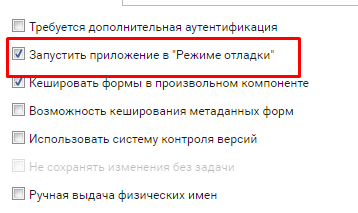 Требуется дополнительная аутентификация
Запустить приложение в "Режиме отладки"
Кешировать формы в произвольном компоненте
Возможность кеширования метаданных форм
Использовать систему контроля версий
Не сохранять изменения без задачи
Ручная выдача физических имен